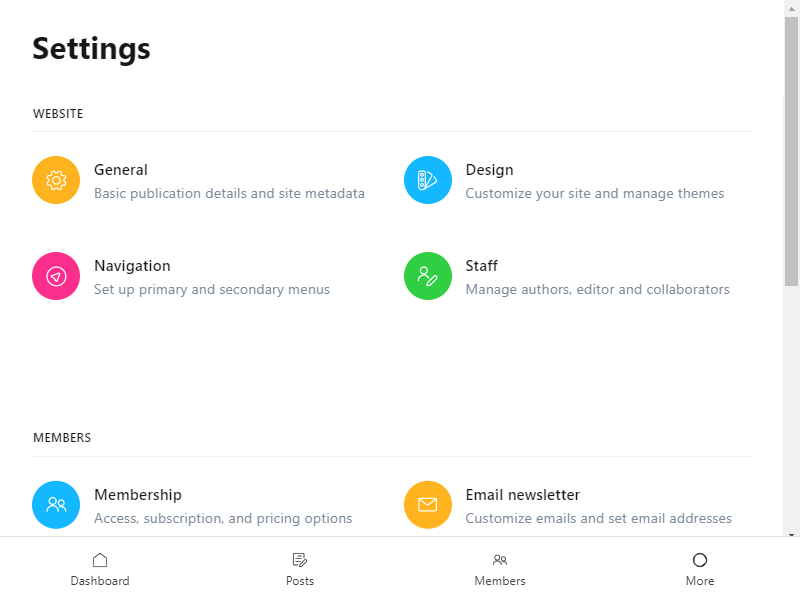 Settings
WEBSITE
General
Basic publication details and site metadata
Design
Customize your site and manage themes
Navigation
Set up primary and secondary menus
Staff
Manage authors, editor and collaborators
MEMBERS
Membership
Access, subscription, and pricing options
Email newsletter
Customize emails and set email addresses
Dashboard
Posts
Members
More